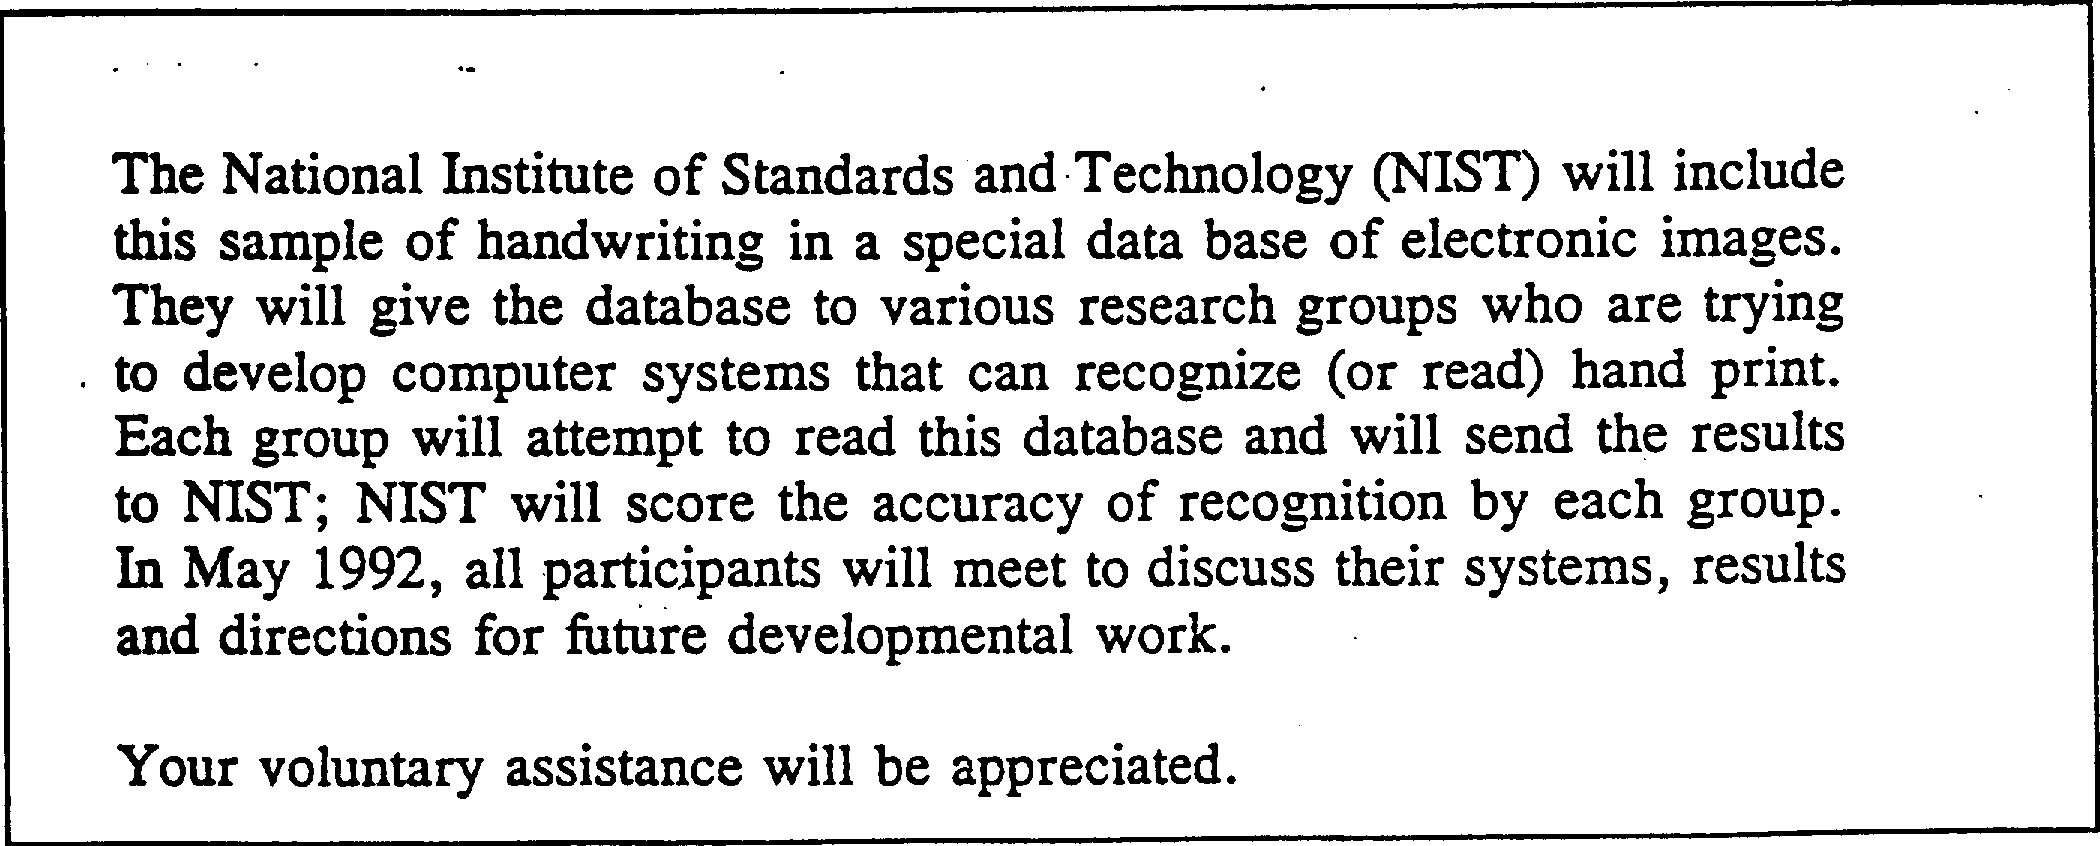 The National Institute of Standards and Technology (NIST) will include
this sample of handwriting in a special data base of electronic images.
They will give the database to various research groups who are trying
to develop computer systems that can recognize (or read) hand print.
Each group will attempt to read this database and will send the results
to NIST; NIST will score the accuracy of recognition by each group.
In May 1992, all participants will meet to discuss their systems, results
and directions for future developmental work.
Your voluntary assistance will be appreciated.